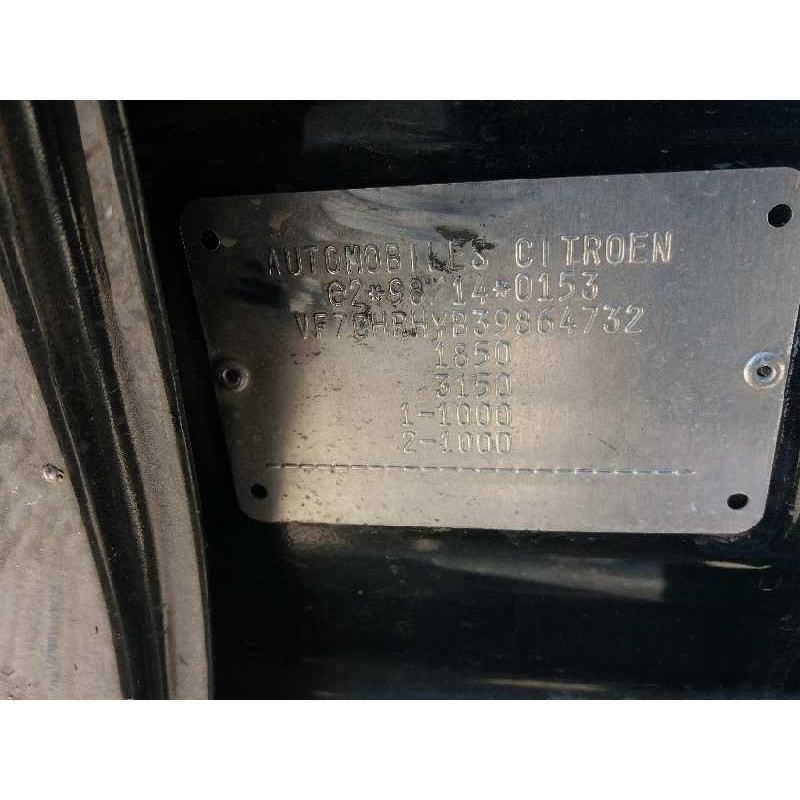 AUTOMOBILES CITROEN
e2*98/14*0153
VF7CHRHYB39864732
1850
3150
1-1000
2-1000